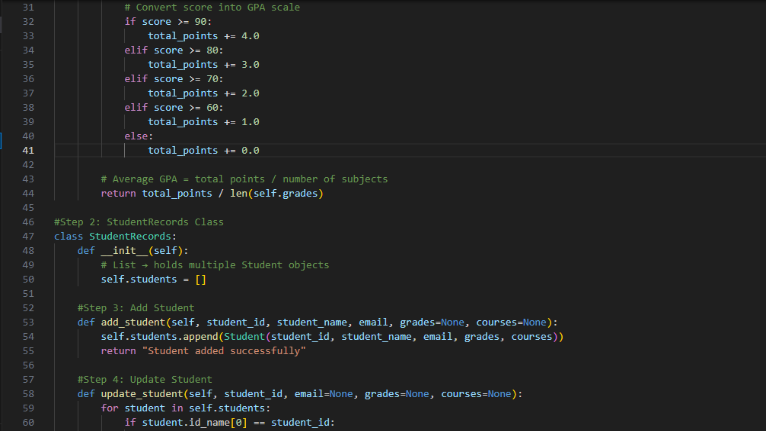 31 # Convert score into GPA scale
32 if score >= 90:
33 total_points += 4.0
34 elif score >= 80:
35 total_points += 3.0
36 elif score >= 70:
37 total_points += 2.0
38 elif score >= 60:
39 total_points += 1.0
40 else:
41 total_points += 0.0
42
43 # Average GPA = total points / number of subjects
44 return total_points / len(self.grades)
45
46 #Step 2: StudentRecords Class
47 class StudentRecords:
48 def __init__(self):
49 # List → holds multiple Student objects
50 self.students = []
51
52 #Step 3: Add Student
53 def add_student(self, student_id, student_name, email, grades=None, courses=None):
54 self.students.append(Student(student_id, student_name, email, grades, courses))
55 return "Student added successfully"
56
57 #Step 4: Update Student
58 def update_student(self, student_id, email=None, grades=None, courses=None):
59 for student in self.students:
60 if student.id_name[0] == student_id: